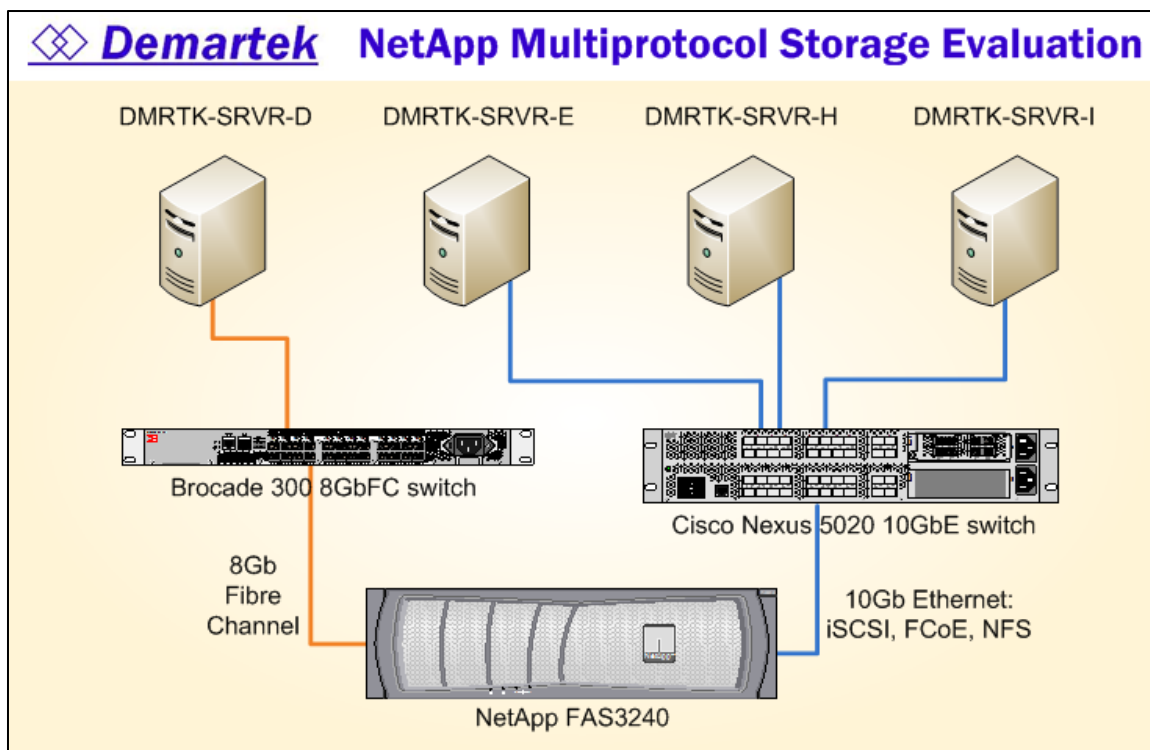 Demartek NetApp Multiprotocol Storage Evaluation
DMRTK-SRVR-D
DMRTK-SRVR-E
DMRTK-SRVR-H
DMRTK-SRVR-I
Brocade 300 8GbFC switch
Cisco Nexus 5020 10GbE switch
8Gb
Fibre
Channel
10Gb Ethernet:
iSCSI, FCoE, NFS
NetApp FAS3240